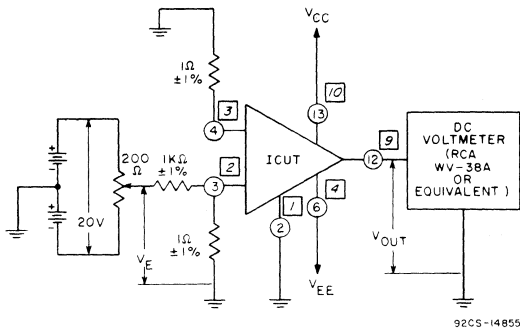 VCC
1Ω
±1%
3
10
4
13
9
DC
VOLTMETER
(RCA
WV-38A
OR
EQUIVALENT)
200
Ω
1KΩ
±1%
2
ICUT
12
3
4
+
-
+
-
20V
1
6
1Ω
±1%
2
VE
VOUT
VEE
92CS-14855